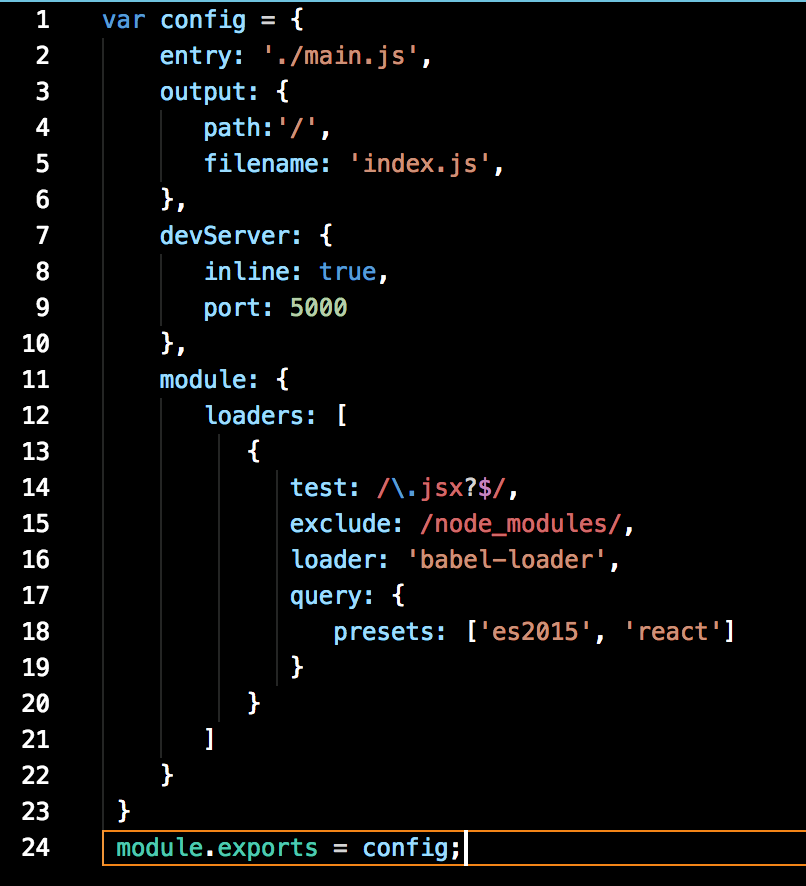 1 var config = {
2 entry: './main.js',
3 output: {
4 path:'/',
5 filename: 'index.js',
6 },
7 devServer: {
8 inline: true,
9 port: 5000
10 },
11 module: {
12 loaders: [
13 {
14 test: /\.jsx?$/,
15 exclude: /node_modules/,
16 loader: 'babel-loader',
17 query: {
18 presets: ['es2015', 'react']
19 }
20 }
21 ]
22 }
23 }
24 module.exports = config;